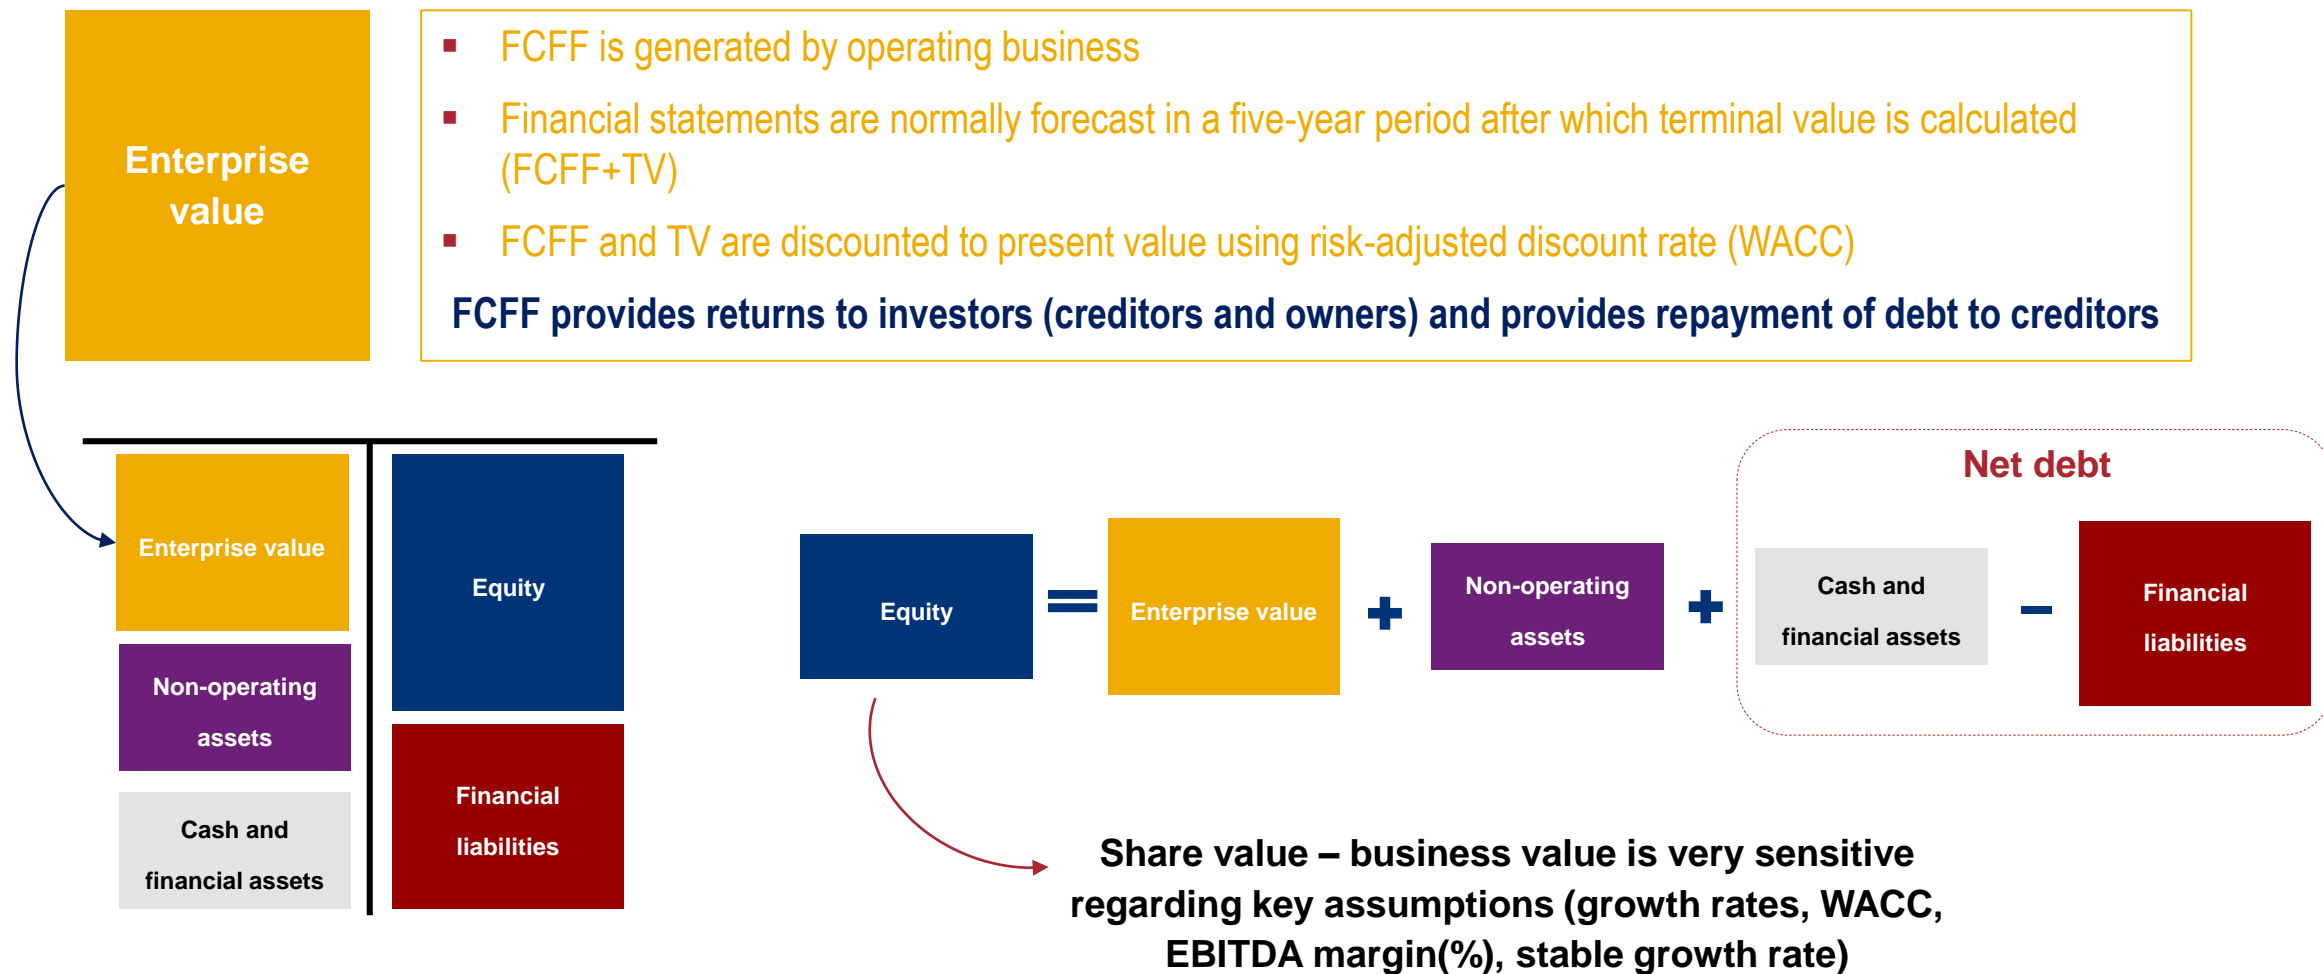 Enterprise
value
▪ FCFF is generated by operating business
▪ Financial statements are normally forecast in a five-year period after which terminal value is calculated
(FCFF+TV)
▪ FCFF and TV are discounted to present value using risk-adjusted discount rate (WACC)
FCFF provides returns to investors (creditors and owners) and provides repayment of debt to creditors
Enterprise value
Non-operating
assets
Cash and
financial assets
Equity
Financial
liabilities
Net debt
Equity
=
Enterprise value
+
Non-operating
assets
+
Cash and
financial assets
–
Financial
liabilities
Share value – business value is very sensitive
regarding key assumptions (growth rates, WACC,
EBITDA margin(%), stable growth rate)